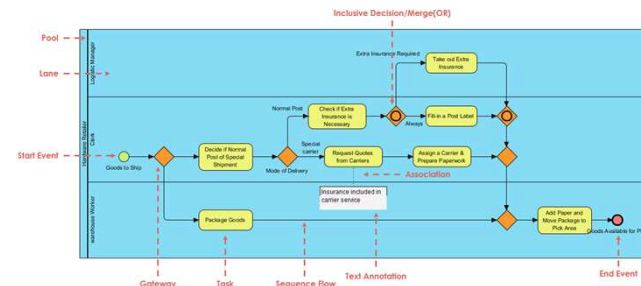 Inclusive Decision/Merge(OR)
Pool
Lane
Start Event
Hardware Retailer
Logistic Manager
Clerk
warehouse Worker
Extra Insurance Required
Take out Extra
Insurance
Normal Post
Check if Extra
Insurance is
Necessary
Always
Fill-in a Post Label
Goods to Ship
Decide if Normal
Post of Special
Shipment
Mode of Delivery
Special
carrier
Request Quotes
from Carriers
Assign a Carrier &
Prepare Paperwork
Association
Insurance included in
carrier service
Package Goods
Add Paper and
Move Package to
Pick Area
Goods Available for
Gateway
Task
Sequence Flow
Text Annotation
End Event